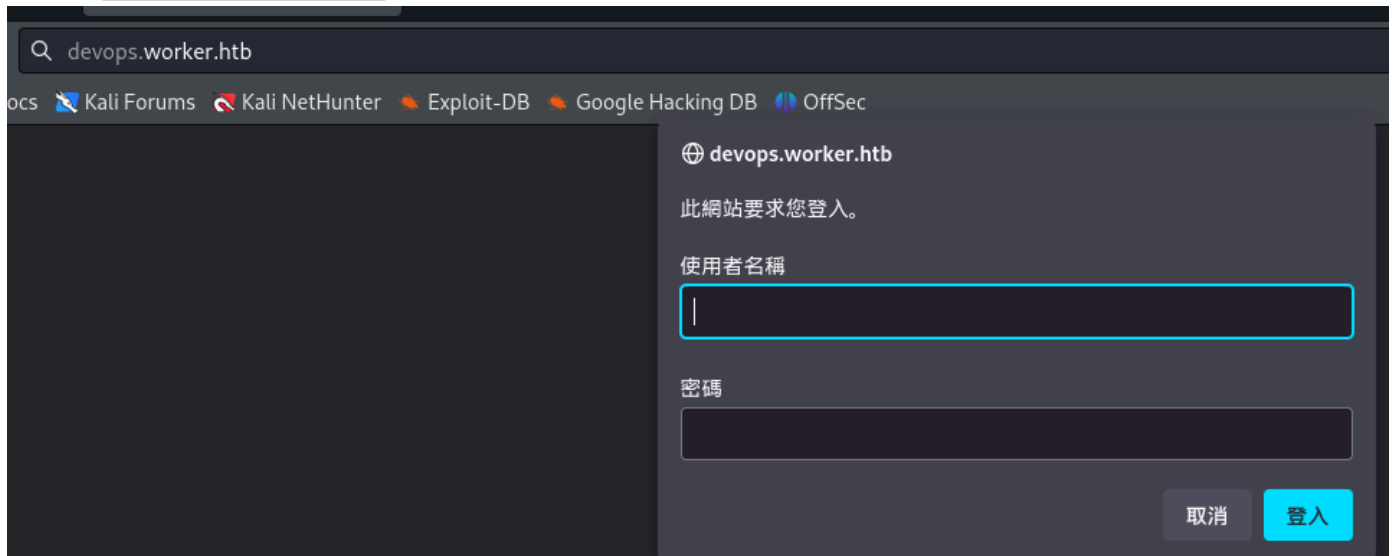 devops.worker.htb
ocs Kali Forums Kali NetHunter Exploit-DB Google Hacking DB OffSec
devops.worker.htb
此網站要求您登入。
使用者名稱
密碼
取消 登入